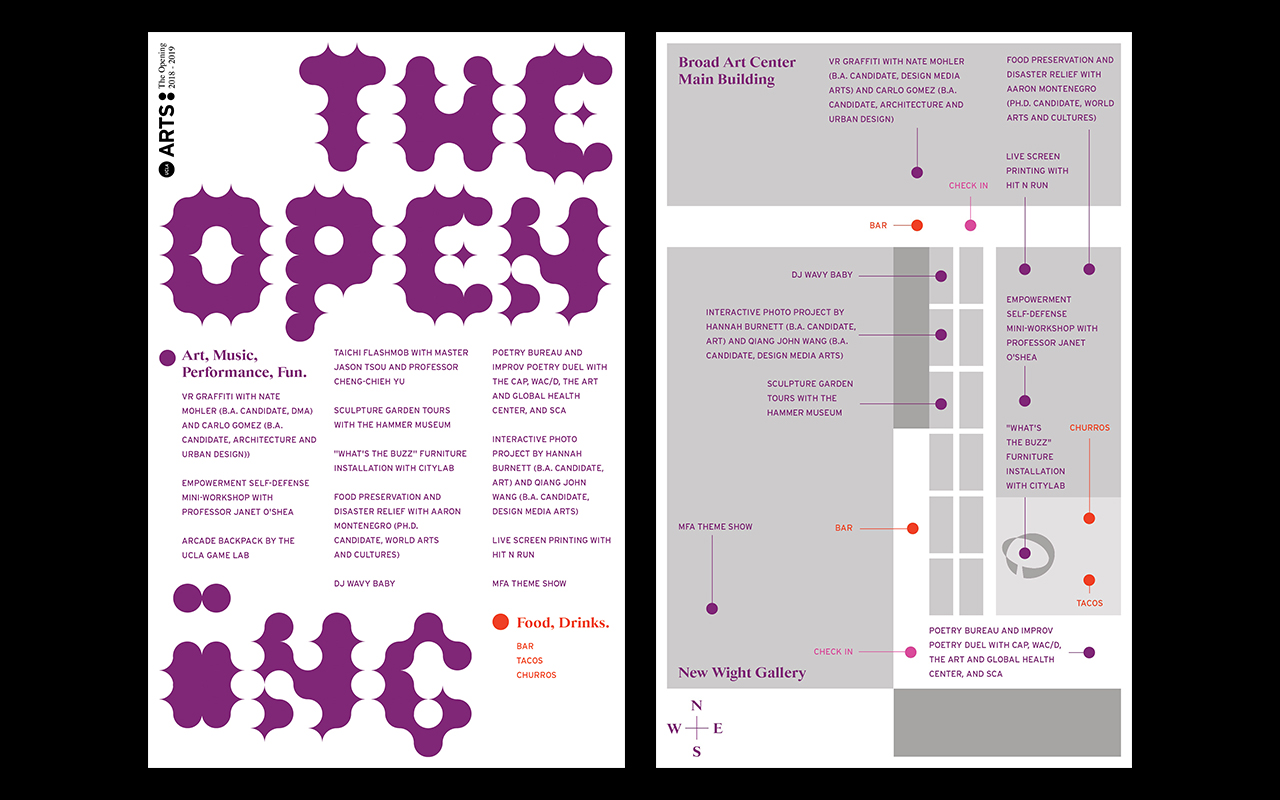 The Opening
2018 - 2019
UCLA ARTS
THE
OPEN
ING
Art, Music,
Performance, Fun.
VR GRAFFITI WITH NATE
MOHLER (B.A. CANDIDATE, DMA)
AND CARLO GOMEZ (B.A.
CANDIDATE, ARCHITECTURE AND
URBAN DESIGN))
EMPOWERMENT SELF-DEFENSE
MINI-WORKSHOP WITH
PROFESSOR JANET O'SHEA
ARCADE BACKPACK BY THE
UCLA GAME LAB
TAICHI FLASHMOB WITH MASTER
JASON TSOU AND PROFESSOR
CHENG-CHIEH YU
SCULPTURE GARDEN TOURS
WITH THE HAMMER MUSEUM
"WHAT'S THE BUZZ" FURNITURE
INSTALLATION WITH CITYLAB
FOOD PRESERVATION AND
DISASTER RELIEF WITH AARON
MONTENEGRO (PH.D.
CANDIDATE, WORLD ARTS
AND CULTURES)
DJ WAVY BABY
POETRY BUREAU AND
IMPROV POETRY DUEL WITH
THE CAP, WAC/D, THE ART
AND GLOBAL HEALTH
CENTER, AND SCA
INTERACTIVE PHOTO
PROJECT BY HANNAH
BURNETT (B.A. CANDIDATE,
ART) AND QIANG JOHN
WANG (B.A. CANDIDATE,
DESIGN MEDIA ARTS)
LIVE SCREEN PRINTING WITH
HIT N RUN
MFA THEME SHOW
Food, Drinks.
BAR
TACOS
CHURROS
Broad Art Center
Main Building
VR GRAFFITI WITH NATE MOHLER
(B.A. CANDIDATE, DESIGN MEDIA
ARTS) AND CARLO GOMEZ (B.A.
CANDIDATE, ARCHITECTURE AND
URBAN DESIGN)
FOOD PRESERVATION AND
DISASTER RELIEF WITH
AARON MONTENEGRO
(PH.D. CANDIDATE, WORLD
ARTS AND CULTURES)
LIVE SCREEN
PRINTING WITH
HIT N RUN
CHECK IN
BAR
DJ WAVY BABY
INTERACTIVE PHOTO PROJECT BY
HANNAH BURNETT (B.A. CANDIDATE,
ART) AND QIANG JOHN WANG (B.A.
CANDIDATE, DESIGN MEDIA ARTS)
SCULPTURE GARDEN
TOURS WITH THE
HAMMER MUSEUM
EMPOWERMENT
SELF-DEFENSE
MINI-WORKSHOP WITH
PROFESSOR JANET
O'SHEA
"WHAT'S
THE BUZZ"
FURNITURE
INSTALLATION
WITH CITYLAB
CHURROS
MFA THEME SHOW
BAR
TACOS
CHECK IN
POETRY BUREAU AND IMPROV
POETRY DUEL WITH CAP, WAC/D,
THE ART AND GLOBAL HEALTH
CENTER, AND SCA
New Wight Gallery
N
W E
S